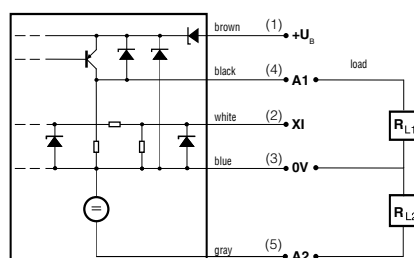 brown (1) +U_B
black (4) A1 load
white (2) XI
R_L1
blue (3) 0V
R_L2
gray (5) A2